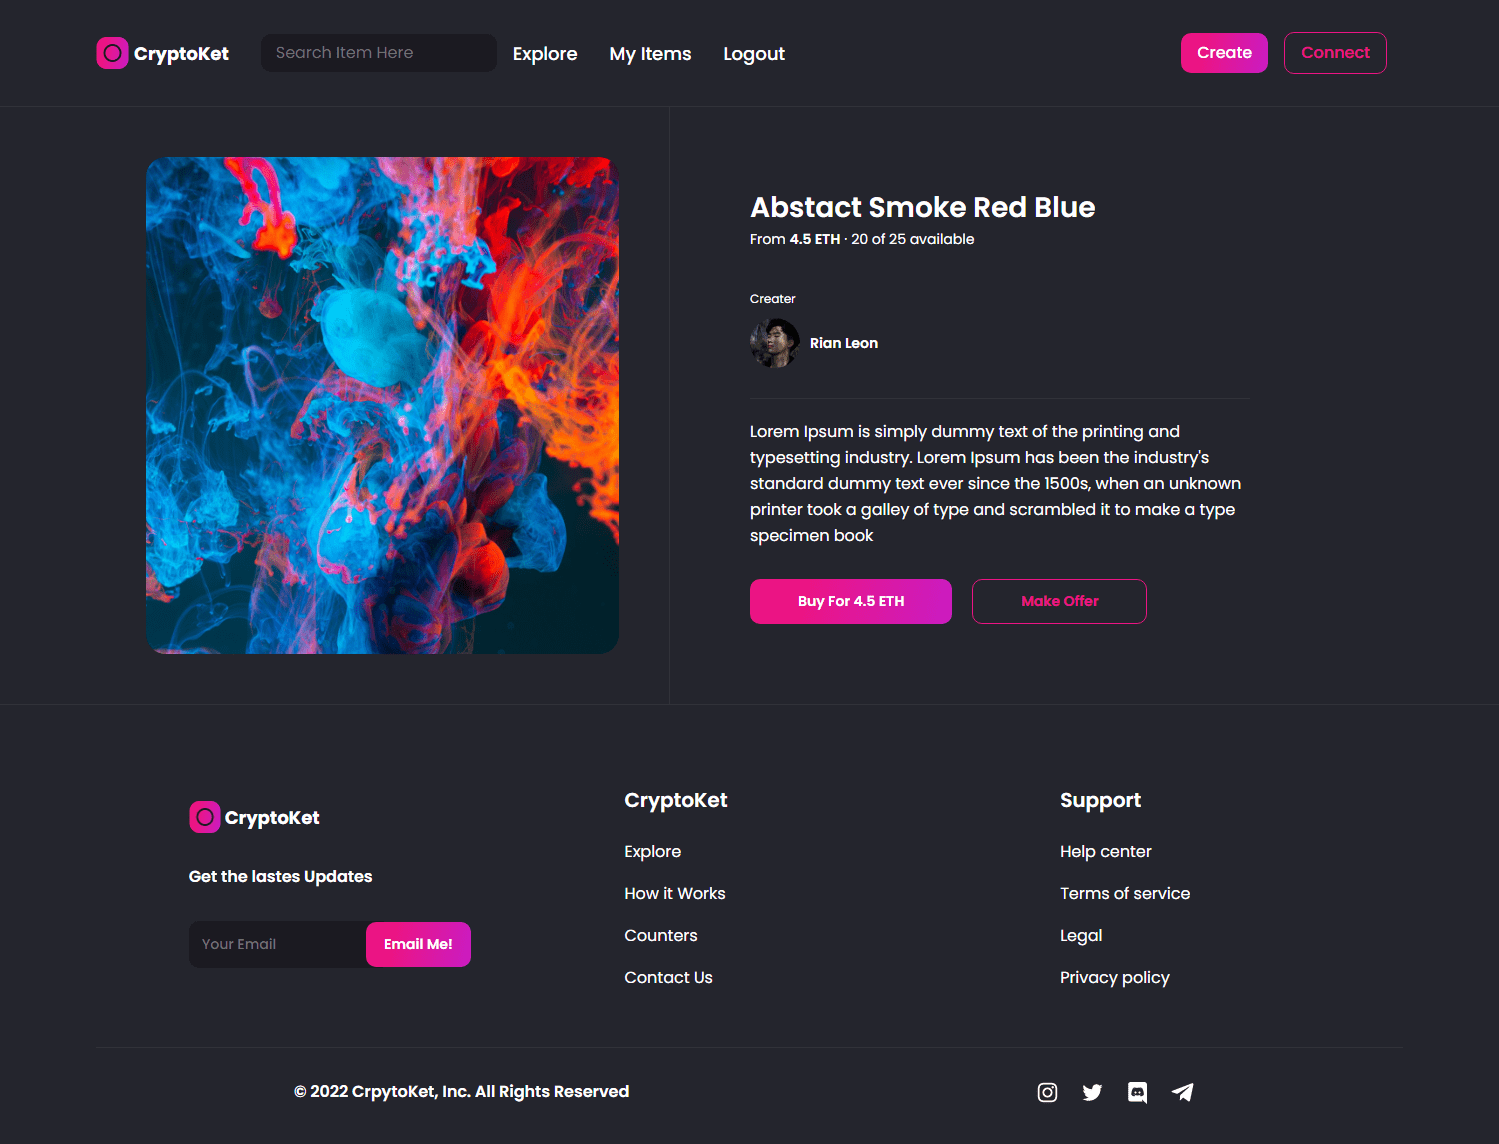 CryptoKet
Search Item Here
Explore
My Items
Logout
Create
Connect
Abstact Smoke Red Blue
From 4.5 ETH · 20 of 25 available
Creater
Rian Leon
Lorem Ipsum is simply dummy text of the printing and
typesetting industry. Lorem Ipsum has been the industry's
standard dummy text ever since the 1500s, when an unknown
printer took a galley of type and scrambled it to make a type
specimen book
Buy For 4.5 ETH
Make Offer
CryptoKet
Get the lastes Updates
Your Email
Email Me!
CryptoKet
Explore
How it Works
Counters
Contact Us
Support
Help center
Terms of service
Legal
Privacy policy
© 2022 CrpytoKet, Inc. All Rights Reserved